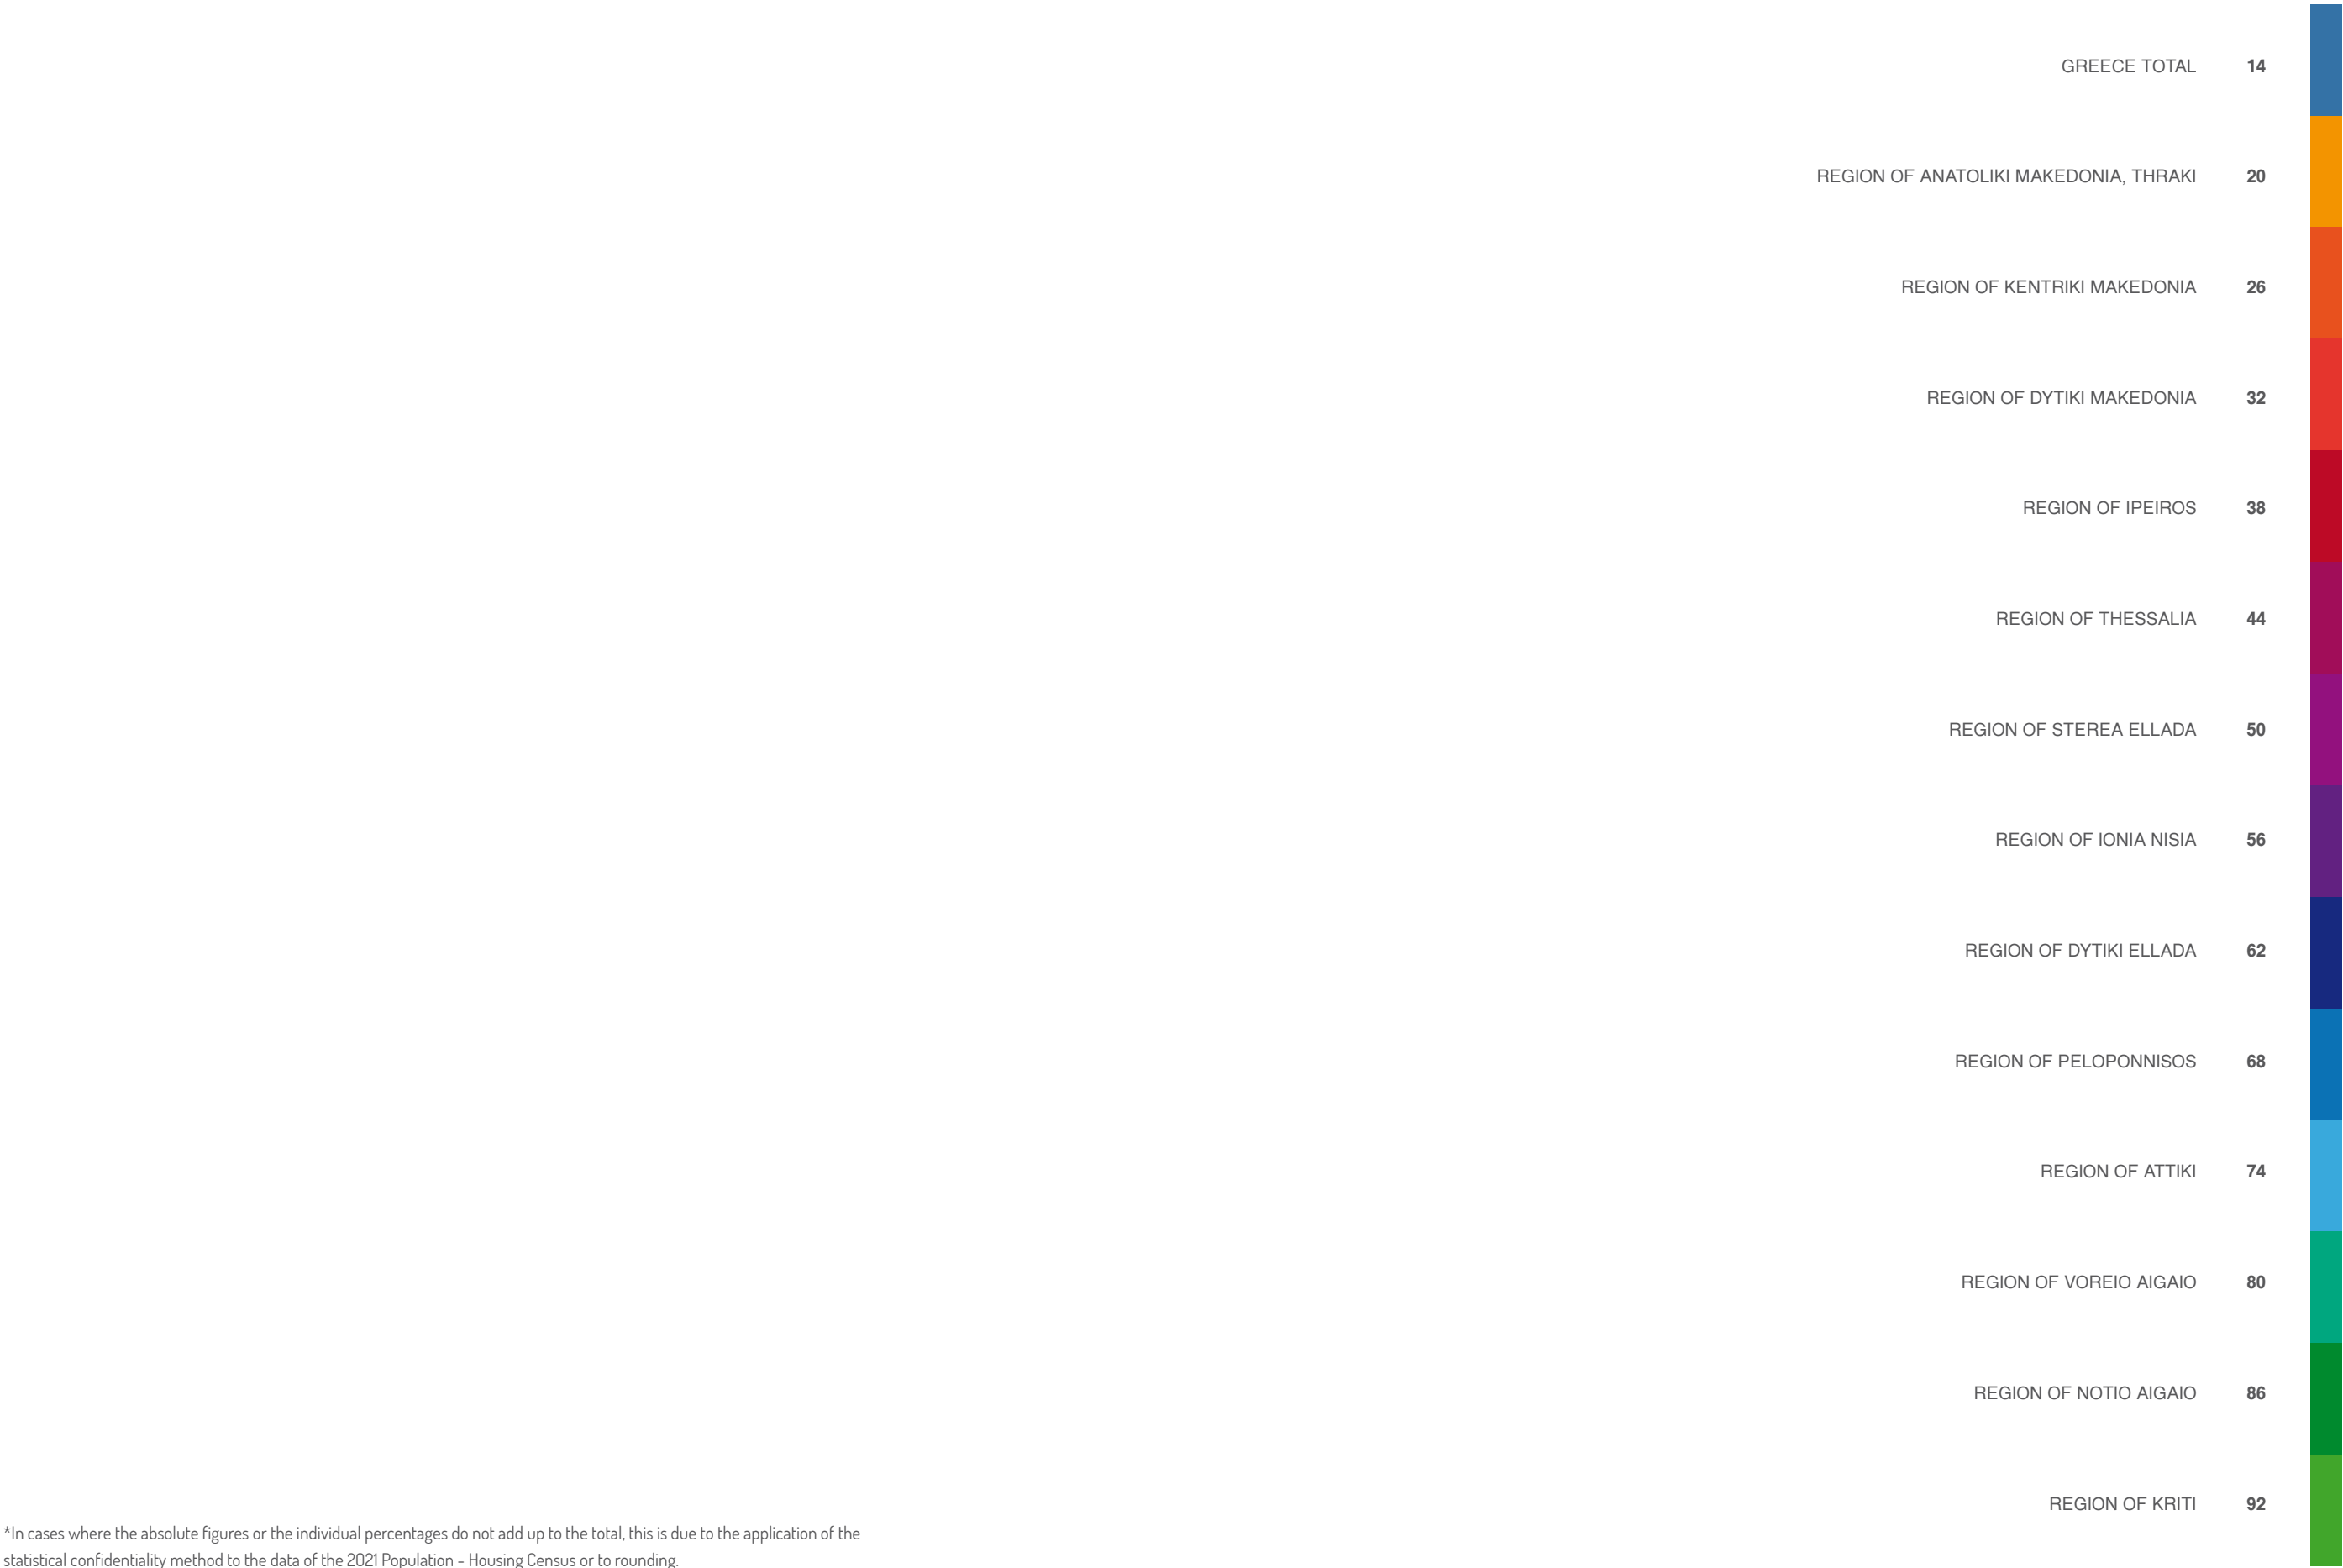 GREECE TOTAL 14
REGION OF ANATOLIKI MAKEDONIA, THRAKI 20
REGION OF KENTRIKI MAKEDONIA 26
REGION OF DYTIKI MAKEDONIA 32
REGION OF IPEIROS 38
REGION OF THESSALIA 44
REGION OF STEREA ELLADA 50
REGION OF IONIA NISIA 56
REGION OF DYTIKI ELLADA 62
REGION OF PELOPONNISOS 68
REGION OF ATTIKI 74
REGION OF VOREIO AIGAIO 80
REGION OF NOTIO AIGAIO 86
REGION OF KRITI 92
*In cases where the absolute figures or the individual percentages do not add up to the total, this is due to the application of the
statistical confidentiality method to the data of the 2021 Population - Housing Census or to rounding.